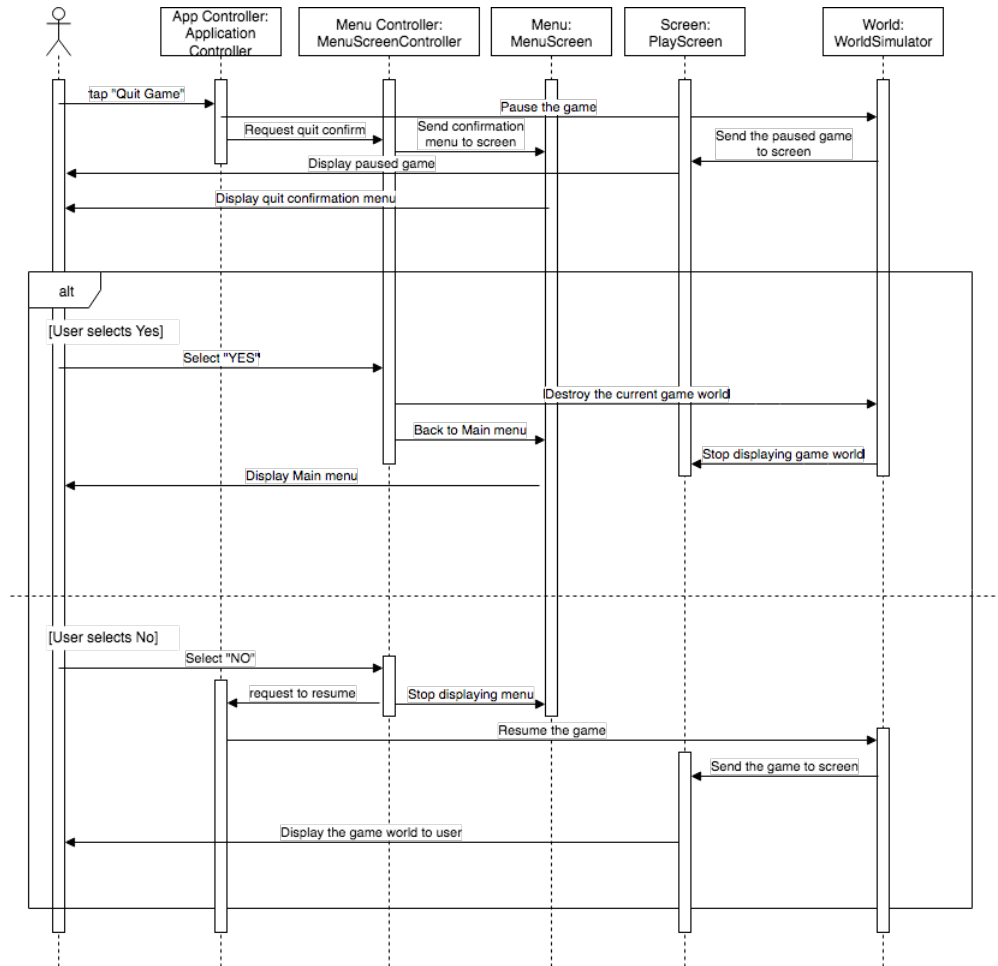 App Controller:
Application
Controller
Menu Controller:
MenuScreenController
Menu:
MenuScreen
Screen:
PlayScreen
World:
WorldSimulator
tap "Quit Game"
Pause the game
Request quit confirm
Send confirmation
menu to screen
Send the paused game
to screen
Display paused game
Display quit confirmation menu
alt
[User selects Yes]
Select "YES"
Destroy the current game world
Back to Main menu
Stop displaying game world
Display Main menu
[User selects No]
Select "NO"
request to resume
Stop displaying menu
Resume the game
Send the game to screen
Display the game world to user